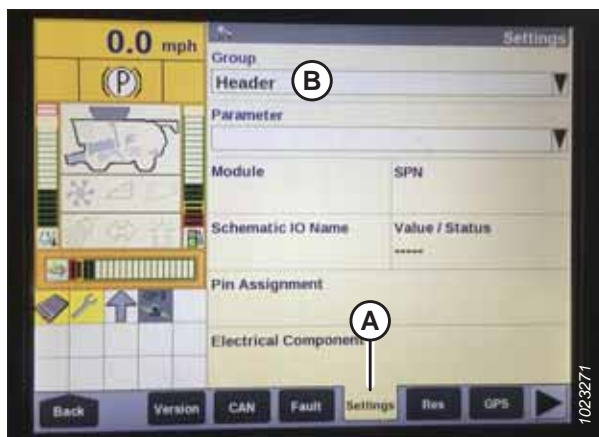 0.0 mph
Settings
(P)
Group
Header
B
Parameter
Module
SPN
Schematic IO Name
Value / Status
-----
Pin Assignment
A
Electrical Component
Back
Version
CAN
Fault
Settings
Res
GPS
1023271